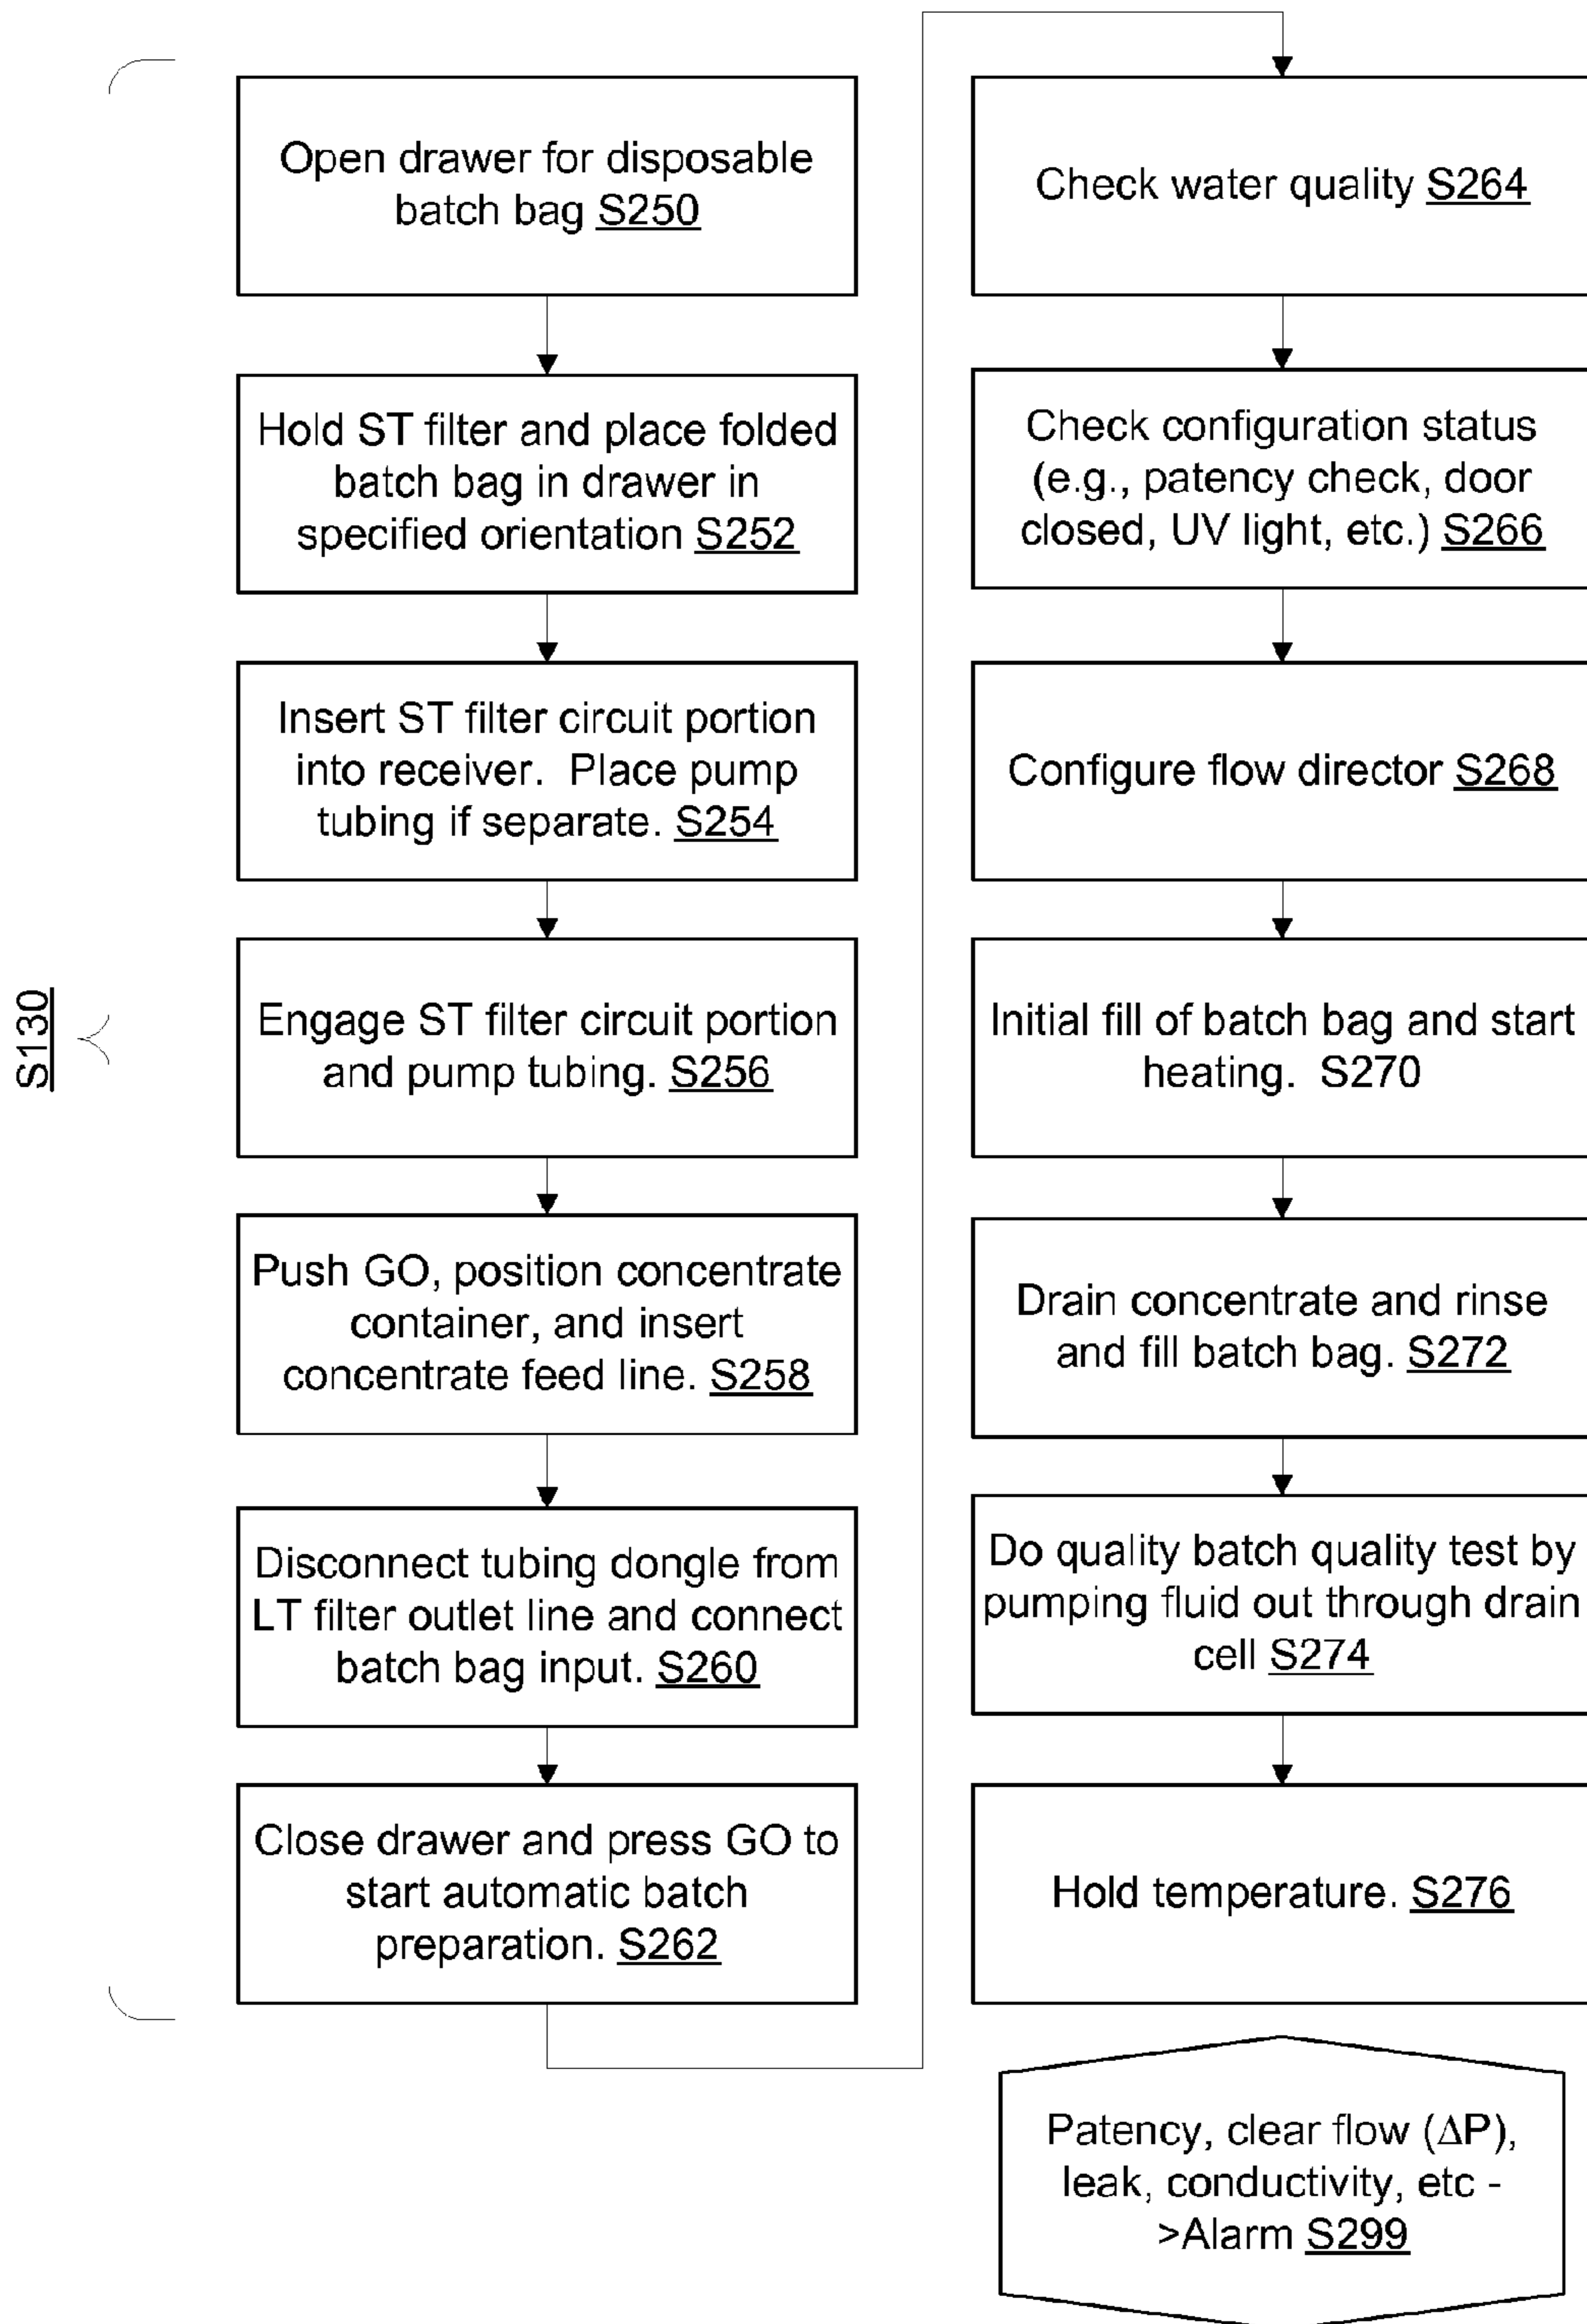 S130
Open drawer for disposable
batch bag S250
Hold ST filter and place folded
batch bag in drawer in
specified orientation S252
Insert ST filter circuit portion
into receiver.  Place pump
tubing if separate. S254
Engage ST filter circuit portion
and pump tubing. S256
Push GO, position concentrate
container, and insert
concentrate feed line. S258
Disconnect tubing dongle from
LT filter outlet line and connect
batch bag input. S260
Close drawer and press GO to
start automatic batch
preparation. S262
Check water quality S264
Check configuration status
(e.g., patency check, door
closed, UV light, etc.) S266
Configure flow director S268
Initial fill of batch bag and start
heating.  S270
Drain concentrate and rinse
and fill batch bag. S272
Do quality batch quality test by
pumping fluid out through drain
cell S274
Hold temperature. S276
Patency, clear flow (ΔP),
leak, conductivity, etc -
>Alarm S299